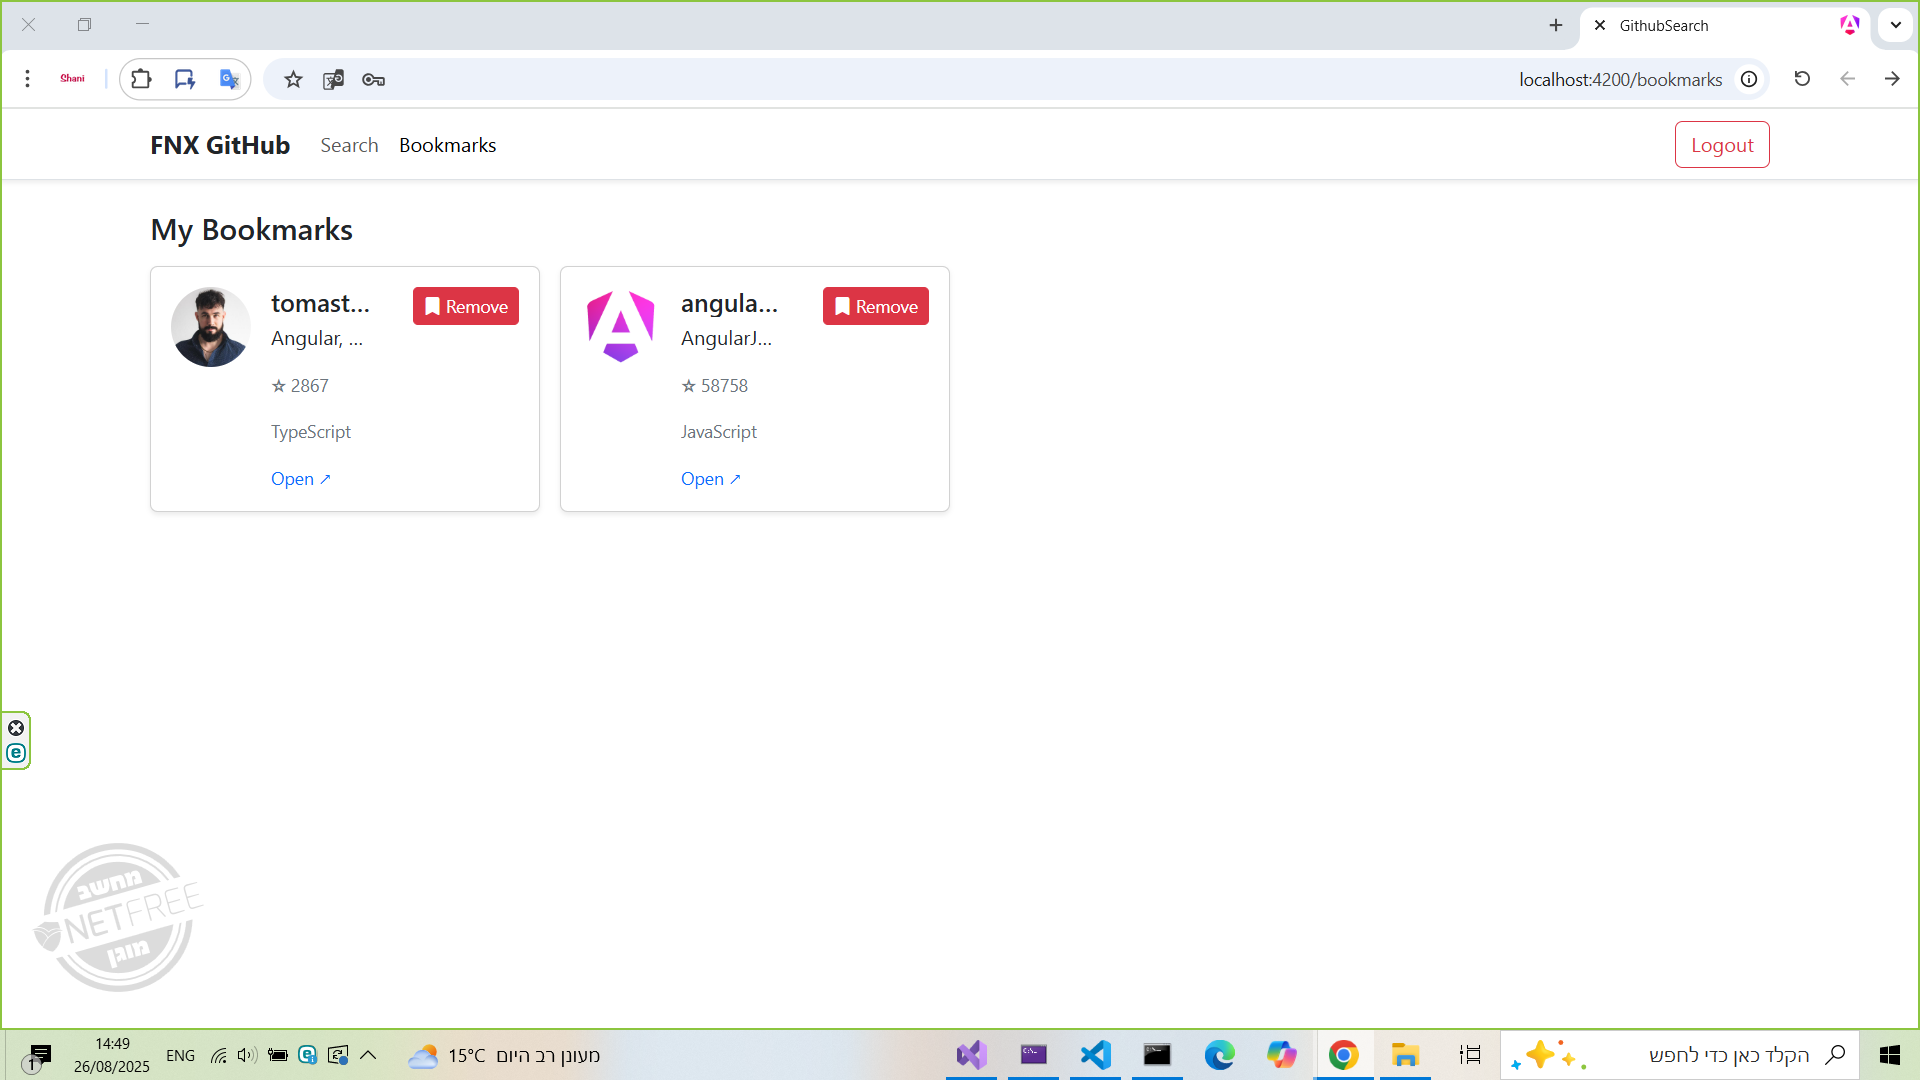 GithubSearch
Shani
localhost:4200/bookmarks
FNX GitHub
Search
Bookmarks
Logout
My Bookmarks
tomast...
Remove
Angular, ...
☆ 2867
TypeScript
Open ↗
angula...
Remove
AngularJ...
☆ 58758
JavaScript
Open ↗
מחשב
NETFREE
מוגן
1
14:49
26/08/2025
ENG
15°C מעונן רב היום
הקלד כאן כדי לחפש